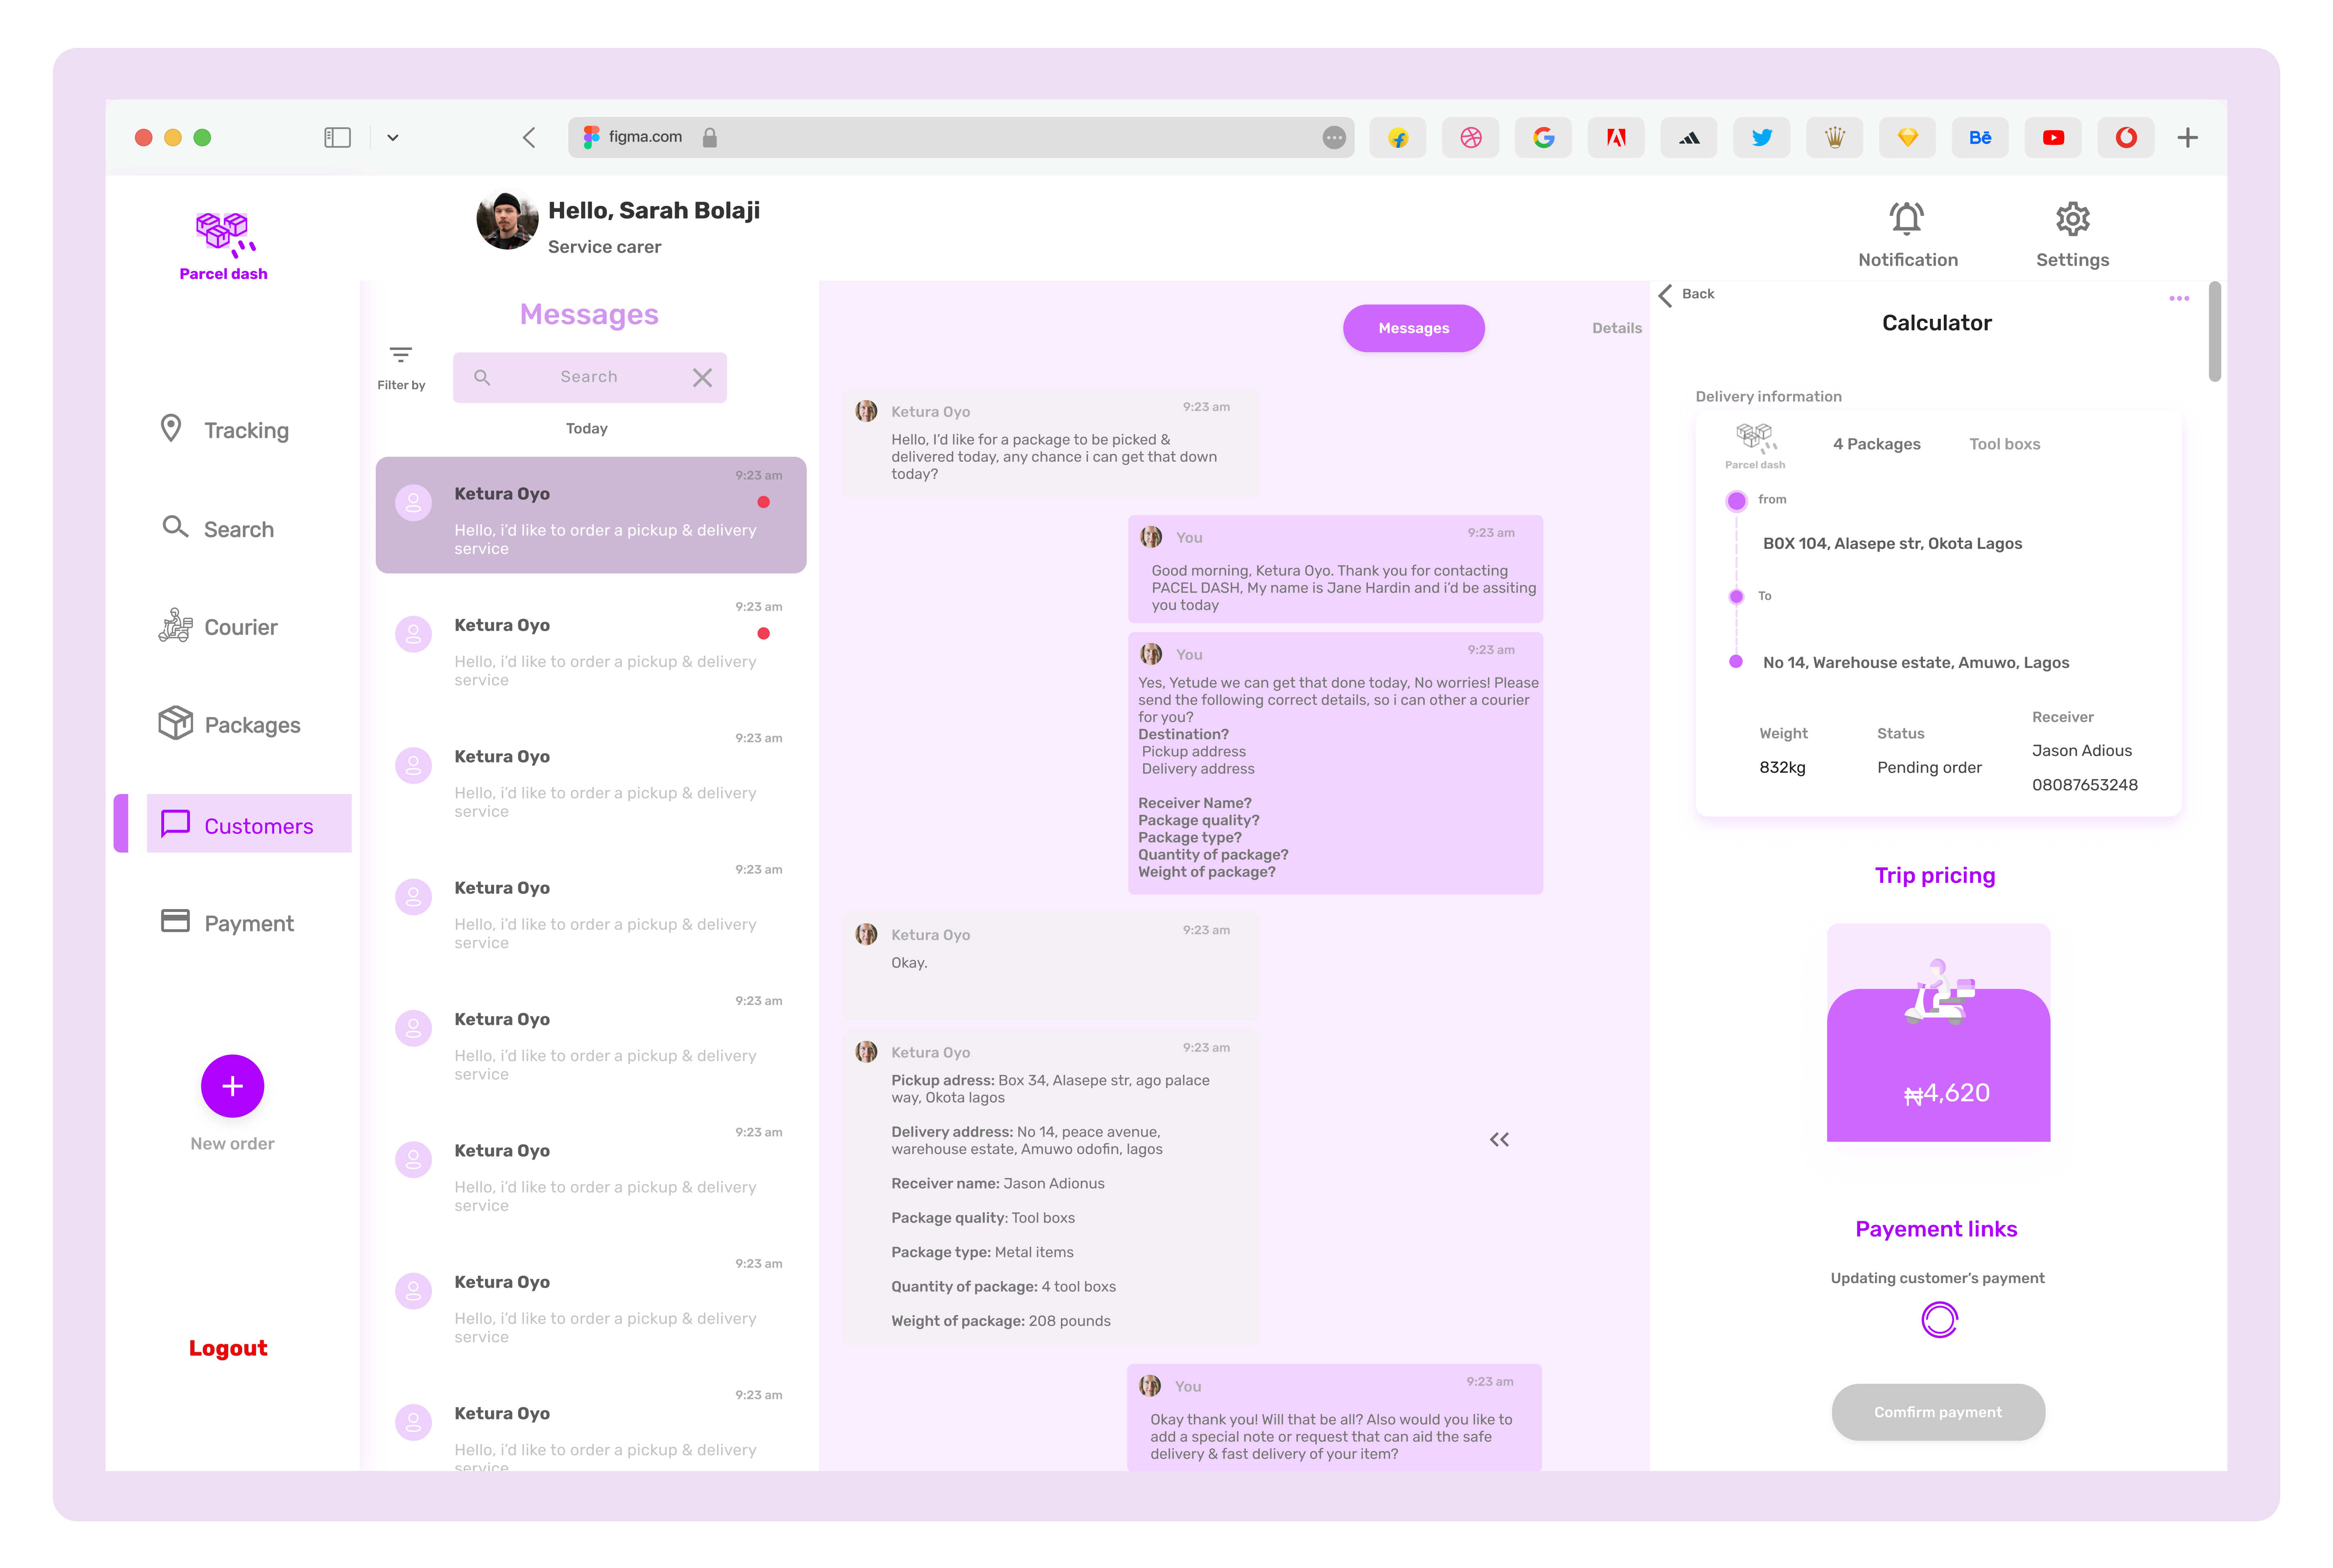 figma.com
Bē
Parcel dash
Hello, Sarah Bolaji
Service carer
Notification
Settings
Tracking
Search
Courier
Packages
Customers
Payment
New order
Logout
Messages
Filter by
Search
Today
9:23 am
Ketura Oyo
Hello, i'd like to order a pickup & delivery
service
9:23 am
Ketura Oyo
Hello, i'd like to order a pickup & delivery
service
9:23 am
Ketura Oyo
Hello, i'd like to order a pickup & delivery
service
9:23 am
Ketura Oyo
Hello, i'd like to order a pickup & delivery
service
9:23 am
Ketura Oyo
Hello, i'd like to order a pickup & delivery
service
9:23 am
Ketura Oyo
Hello, i'd like to order a pickup & delivery
service
9:23 am
Ketura Oyo
Hello, i'd like to order a pickup & delivery
service
9:23 am
Ketura Oyo
Hello, i'd like to order a pickup & delivery
service
Messages
Details
Ketura Oyo 9:23 am
Hello, I'd like for a package to be picked &
delivered today, any chance i can get that down
today?
You 9:23 am
Good morning, Ketura Oyo. Thank you for contacting
PACEL DASH, My name is Jane Hardin and i'd be assiting
you today
You 9:23 am
Yes, Yetude we can get that done today, No worries! Please
send the following correct details, so i can other a courier
for you?
Destination?
Pickup address
Delivery address
Receiver Name?
Package quality?
Package type?
Quantity of package?
Weight of package?
Ketura Oyo 9:23 am
Okay.
Ketura Oyo 9:23 am
Pickup adress: Box 34, Alasepe str, ago palace
way, Okota lagos
Delivery address: No 14, peace avenue,
warehouse estate, Amuwo odofin, lagos
Receiver name: Jason Adionus
Package quality: Tool boxs
Package type: Metal items
Quantity of package: 4 tool boxs
Weight of package: 208 pounds
You 9:23 am
Okay thank you! Will that be all? Also would you like to
add a special note or request that can aid the safe
delivery & fast delivery of your item?
Back
Calculator
Delivery information
Parcel dash
4 Packages Tool boxs
from
BOX 104, Alasepe str, Okota Lagos
To
No 14, Warehouse estate, Amuwo, Lagos
Weight
832kg
Status
Pending order
Receiver
Jason Adious
08087653248
Trip pricing
₦4,620
Payement links
Updating customer's payment
Comfirm payment